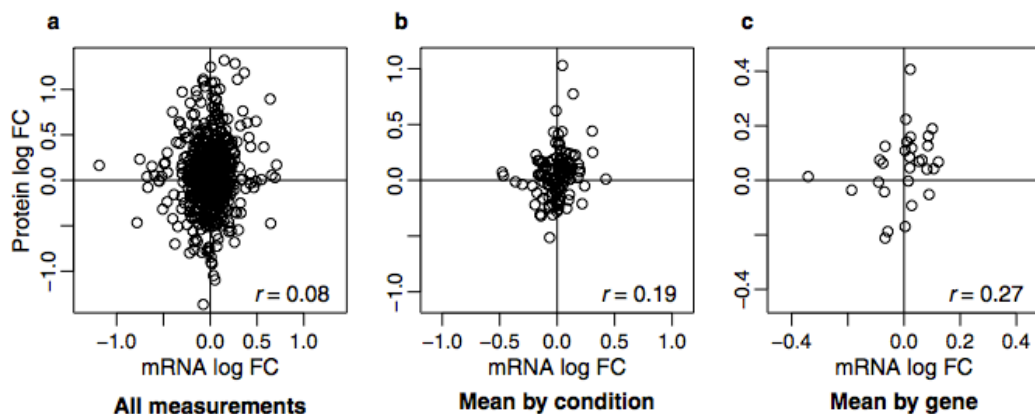 a
b
c
Protein log FC
1.0
0.5
0.0
-1.0
1.0
0.5
0.0
-1.0
0.4
0.2
0.0
-0.4
r = 0.08
r = 0.19
r = 0.27
-1.0 0.0 0.5 1.0
-1.0 -0.5 0.0 0.5 1.0
-0.4 0.0 0.2 0.4
mRNA log FC
mRNA log FC
mRNA log FC
All measurements
Mean by condition
Mean by gene